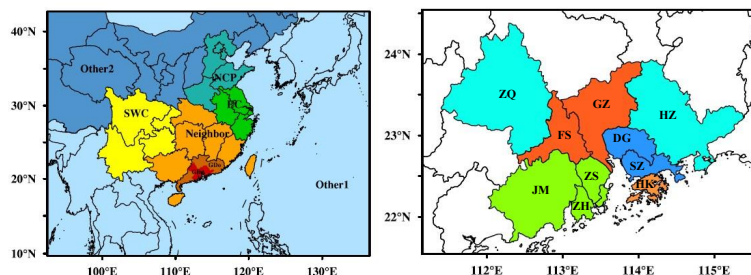 40°N
30°N
20°N
10°N
100°E
110°E
120°E
130°E
Other2
NCP
SWC
Neighbor
Other1
24°N
23°N
22°N
112°E
113°E
114°E
115°E
ZQ
GZ
HZ
FS
DG
SZ
ZS
JM
ZH
HK